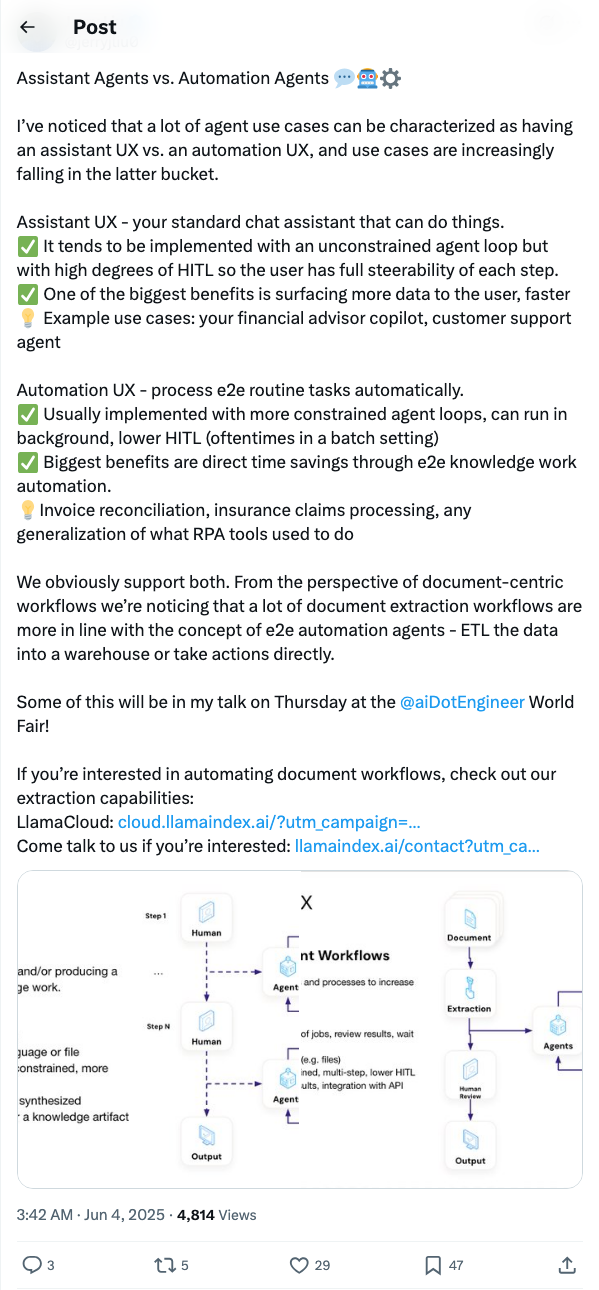 Post
Assistant Agents vs. Automation Agents 💬🤖⚙️
I’ve noticed that a lot of agent use cases can be characterized as having
an assistant UX vs. an automation UX, and use cases are increasingly
falling in the latter bucket.
Assistant UX - your standard chat assistant that can do things.
✅ It tends to be implemented with an unconstrained agent loop but
with high degrees of HITL so the user has full steerability of each step.
✅ One of the biggest benefits is surfacing more data to the user, faster
💡 Example use cases: your financial advisor copilot, customer support
agent
Automation UX - process e2e routine tasks automatically.
✅ Usually implemented with more constrained agent loops, can run in
background, lower HITL (oftentimes in a batch setting)
✅ Biggest benefits are direct time savings through e2e knowledge work
automation.
💡Invoice reconciliation, insurance claims processing, any
generalization of what RPA tools used to do
We obviously support both. From the perspective of document-centric
workflows we’re noticing that a lot of document extraction workflows are
more in line with the concept of e2e automation agents - ETL the data
into a warehouse or take actions directly.
Some of this will be in my talk on Thursday at the @aiDotEngineer World
Fair!
If you’re interested in automating document workflows, check out our
extraction capabilities:
LlamaCloud: cloud.llamaindex.ai/?utm_campaign=...
Come talk to us if you’re interested: llamaindex.ai/contact?utm_ca...
and/or producing a
ge work.
guage or file
constrained, more
synthesized
a knowledge artifact
Step 1
Human
...
Agent
Step N
Human
Agent
Output
X
nt Workflows
and processes to increase
of jobs, review results, wait
(e.g. files)
ned, multi-step, lower HITL
ults, integration with API
Document
Extraction
Agents
Human
Review
Output
3:42 AM · Jun 4, 2025 · 4,814 Views
3
5
29
47